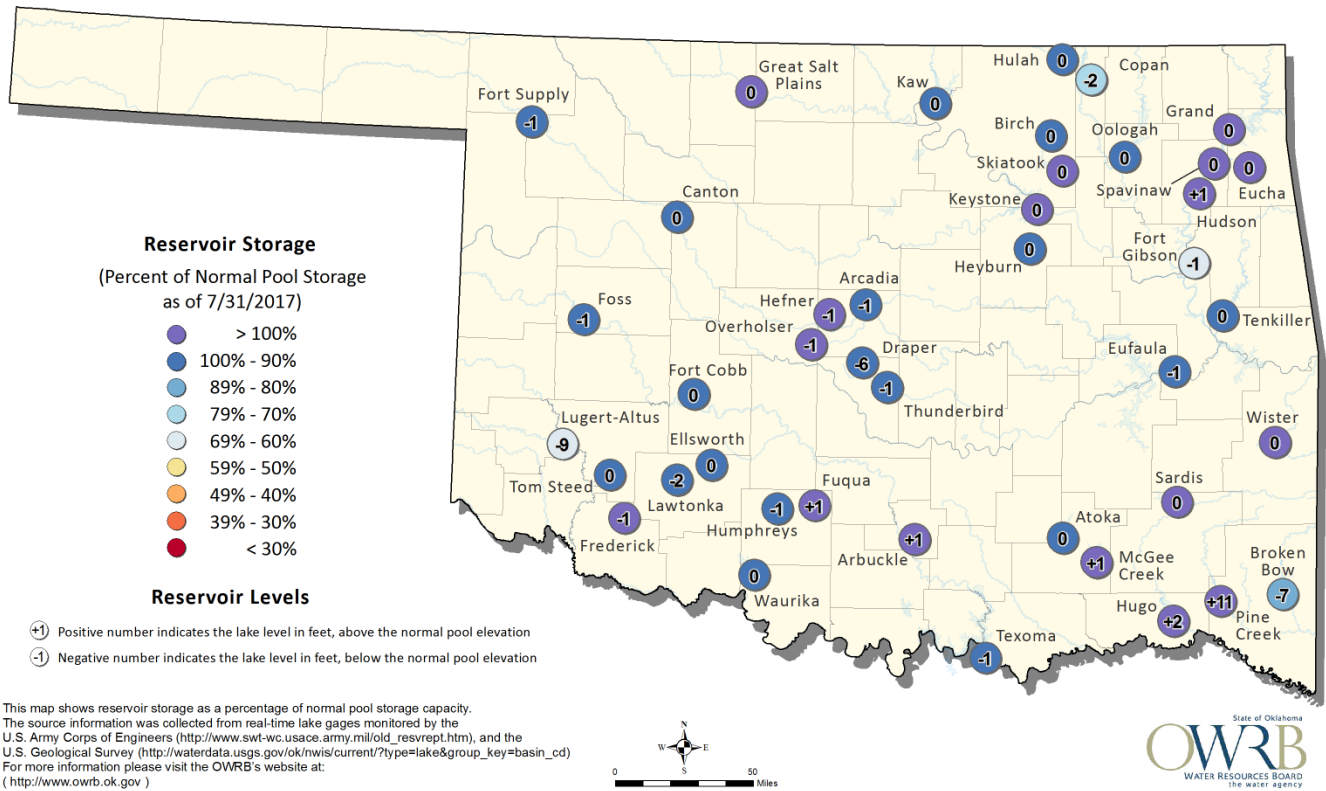 Hulah
0
Copan
-2
Great Salt
Plains
0
Kaw
0
Fort Supply
-1
Grand
0
Birch
0
Oologah
0
Skiatook
0
Spavinaw
0
0
Eucha
+1
Hudson
Canton
0
Keystone
0
Heyburn
0
Fort
Gibson
-1
Reservoir Storage
(Percent of Normal Pool Storage
as of 7/31/2017)
> 100%
100% - 90%
89% - 80%
79% - 70%
69% - 60%
59% - 50%
49% - 40%
39% - 30%
< 30%
Foss
-1
Arcadia
-1
Hefner
-1
Overholser
-1
Draper
-6
-1
Thunderbird
0
Tenkiller
Eufaula
-1
Fort Cobb
0
Lugert-Altus
-9
Ellsworth
0
Wister
0
Tom Steed
0
-2
Lawtonka
Sardis
0
Fuqua
+1
-1
Humphreys
-1
Frederick
+1
Arbuckle
Atoka
0
+1
McGee
Creek
Broken
Bow
-7
0
Waurika
Hugo
+2
+11
Pine
Creek
Texoma
-1
Reservoir Levels
+1 Positive number indicates the lake level in feet, above the normal pool elevation
-1 Negative number indicates the lake level in feet, below the normal pool elevation
This map shows reservoir storage as a percentage of normal pool storage capacity.
The source information was collected from real-time lake gages monitored by the
U.S. Army Corps of Engineers (http://www.swt-wc.usace.army.mil/old_resvrept.htm), and the
U.S. Geological Survey (http://waterdata.usgs.gov/ok/nwis/current/?type=lake&group_key=basin_cd)
For more information please visit the OWRB's website at:
( http://www.owrb.ok.gov )
N
W E
S
0 50
Miles
State of Oklahoma
OWRB
WATER RESOURCES BOARD
the water agency